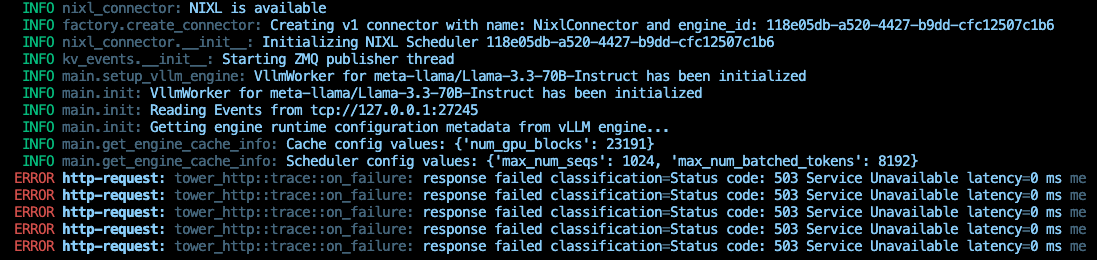 INFO nixl_connector: NIXL is available
INFO factory.create_connector: Creating v1 connector with name: NixlConnector and engine_id: 118e05db-a520-4427-b9dd-cfc12507c1b6
INFO nixl_connector.__init__: Initializing NIXL Scheduler 118e05db-a520-4427-b9dd-cfc12507c1b6
INFO kv_events.__init__: Starting ZMQ publisher thread
INFO main.setup_vllm_engine: VllmWorker for meta-llama/Llama-3.3-70B-Instruct has been initialized
INFO main.init: VllmWorker for meta-llama/Llama-3.3-70B-Instruct has been initialized
INFO main.init: Reading Events from tcp://127.0.0.1:27245
INFO main.init: Getting engine runtime configuration metadata from vLLM engine...
INFO main.get_engine_cache_info: Cache config values: {'num_gpu_blocks': 23191}
INFO main.get_engine_cache_info: Scheduler config values: {'max_num_seqs': 1024, 'max_num_batched_tokens': 8192}
ERROR http-request: tower_http::trace::on_failure: response failed classification=Status code: 503 Service Unavailable latency=0 ms me
ERROR http-request: tower_http::trace::on_failure: response failed classification=Status code: 503 Service Unavailable latency=0 ms me
ERROR http-request: tower_http::trace::on_failure: response failed classification=Status code: 503 Service Unavailable latency=0 ms me
ERROR http-request: tower_http::trace::on_failure: response failed classification=Status code: 503 Service Unavailable latency=0 ms me
ERROR http-request: tower_http::trace::on_failure: response failed classification=Status code: 503 Service Unavailable latency=0 ms me